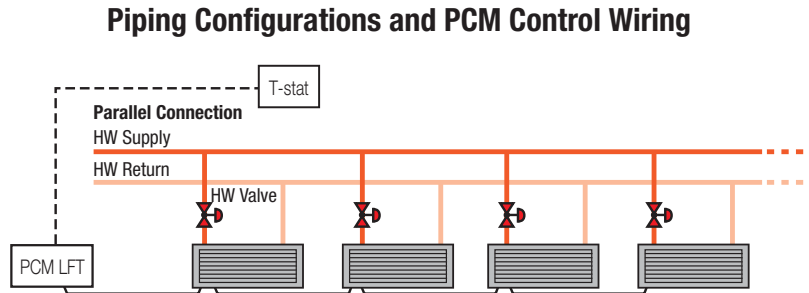 Piping Configurations and PCM Control Wiring
T-stat
Parallel Connection
HW Supply
HW Return
HW Valve
PCM LFT